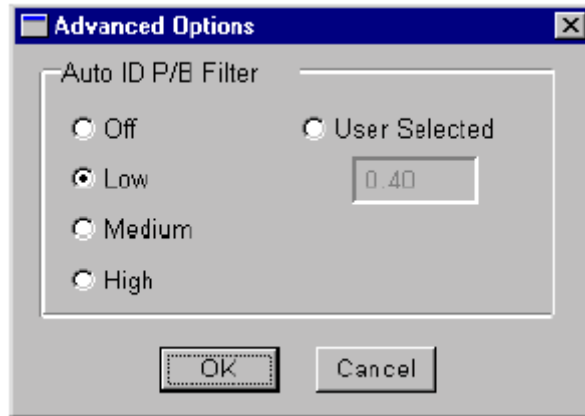 Advanced Options
Auto ID P/B Filter
Off
User Selected
Low
0.40
Medium
High
OK
Cancel